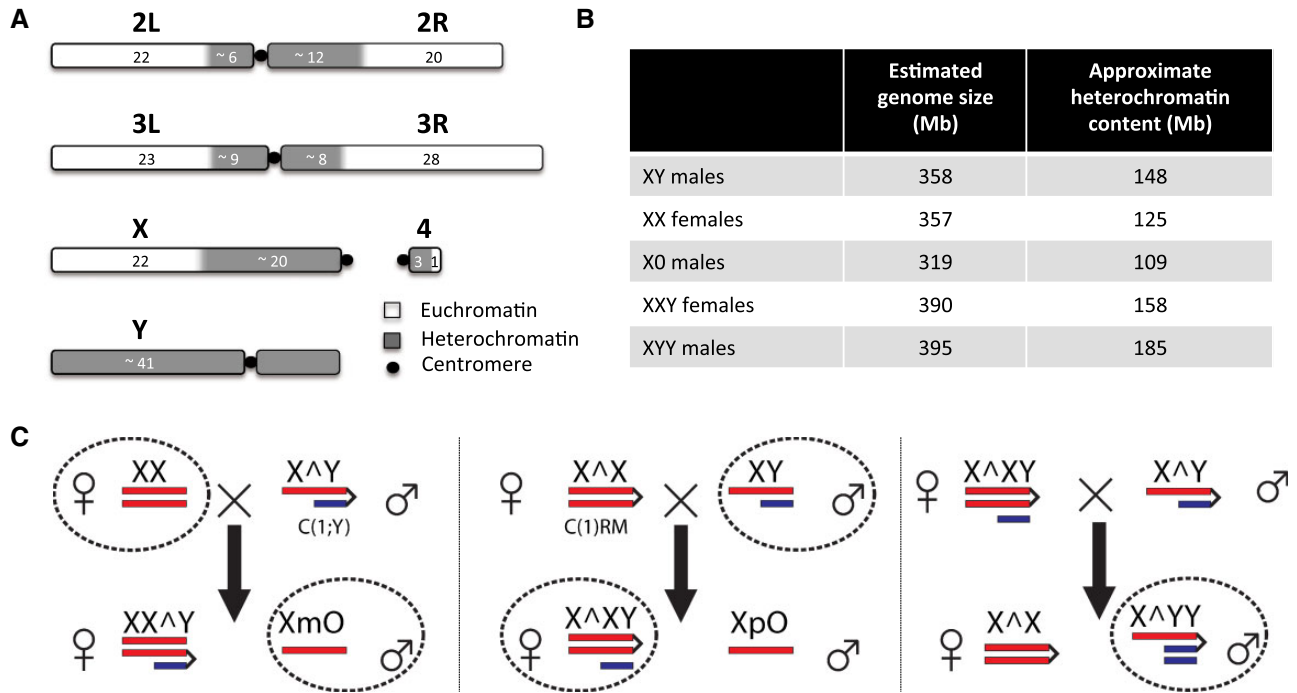 A
2L 2R
22 ~ 6 ~ 12 20
3L 3R
23 ~ 9 ~ 8 28
X 4
22 ~ 20 3 1
Y
~ 41
Euchromatin
Heterochromatin
Centromere
B
Estimated genome size (Mb) Approximate heterochromatin content (Mb)
XY males 358 148
XX females 357 125
X0 males 319 109
XXY females 390 158
XYY males 395 185
C
♀ XX X^Y ♂
C(1;Y)
♀ XX^Y XmO ♂
♀ X^X XY ♂
C(1)RM
♀ X^XY XpO ♂
♀ X^XY X^Y ♂
♀ X^X X^YY ♂